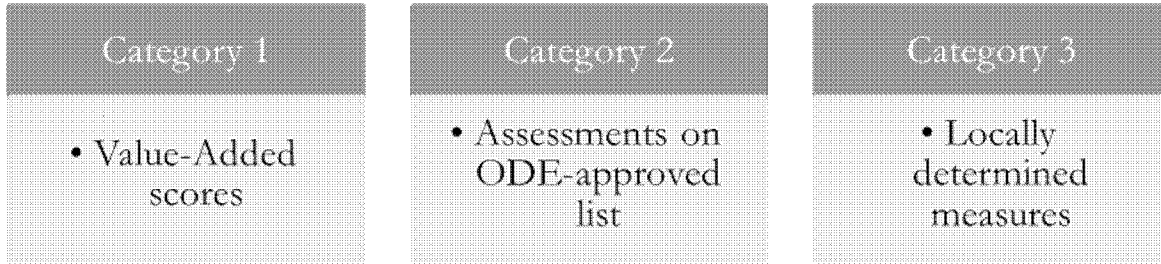 Category 1
• Value-Added
scores
Category 2
• Assessments on
ODE-approved
list
Category 3
• Locally
determined
measures